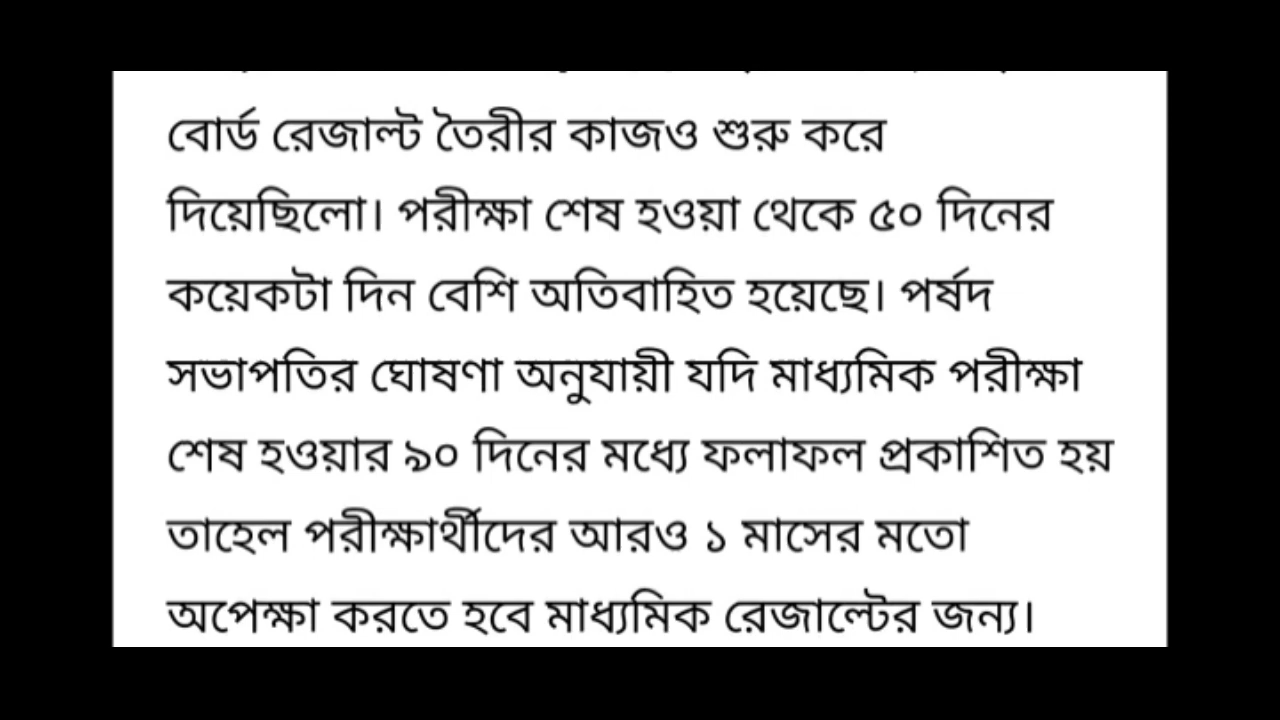 বোর্ড রেজাল্ট তৈরীর কাজও শুরু করে
দিয়েছিলো। পরীক্ষা শেষ হওয়া থেকে ৫০ দিনের
কয়েকটা দিন বেশি অতিবাহিত হয়েছে। পর্ষদ
সভাপতির ঘোষণা অনুযায়ী যদি মাধ্যমিক পরীক্ষা
শেষ হওয়ার ৯০ দিনের মধ্যে ফলাফল প্রকাশিত হয়
তাহেল পরীক্ষার্থীদের আরও ১ মাসের মতো
অপেক্ষা করতে হবে মাধ্যমিক রেজাল্টের জন্য।